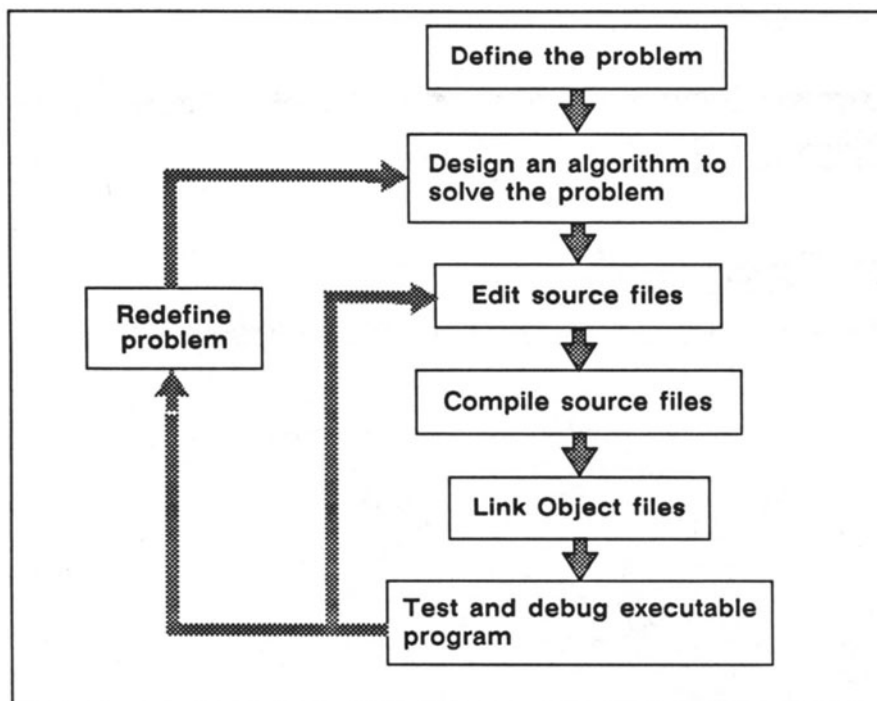 Define the problem
Design an algorithm to
solve the problem
Edit source files
Redefine
problem
Compile source files
Link Object files
Test and debug executable
program